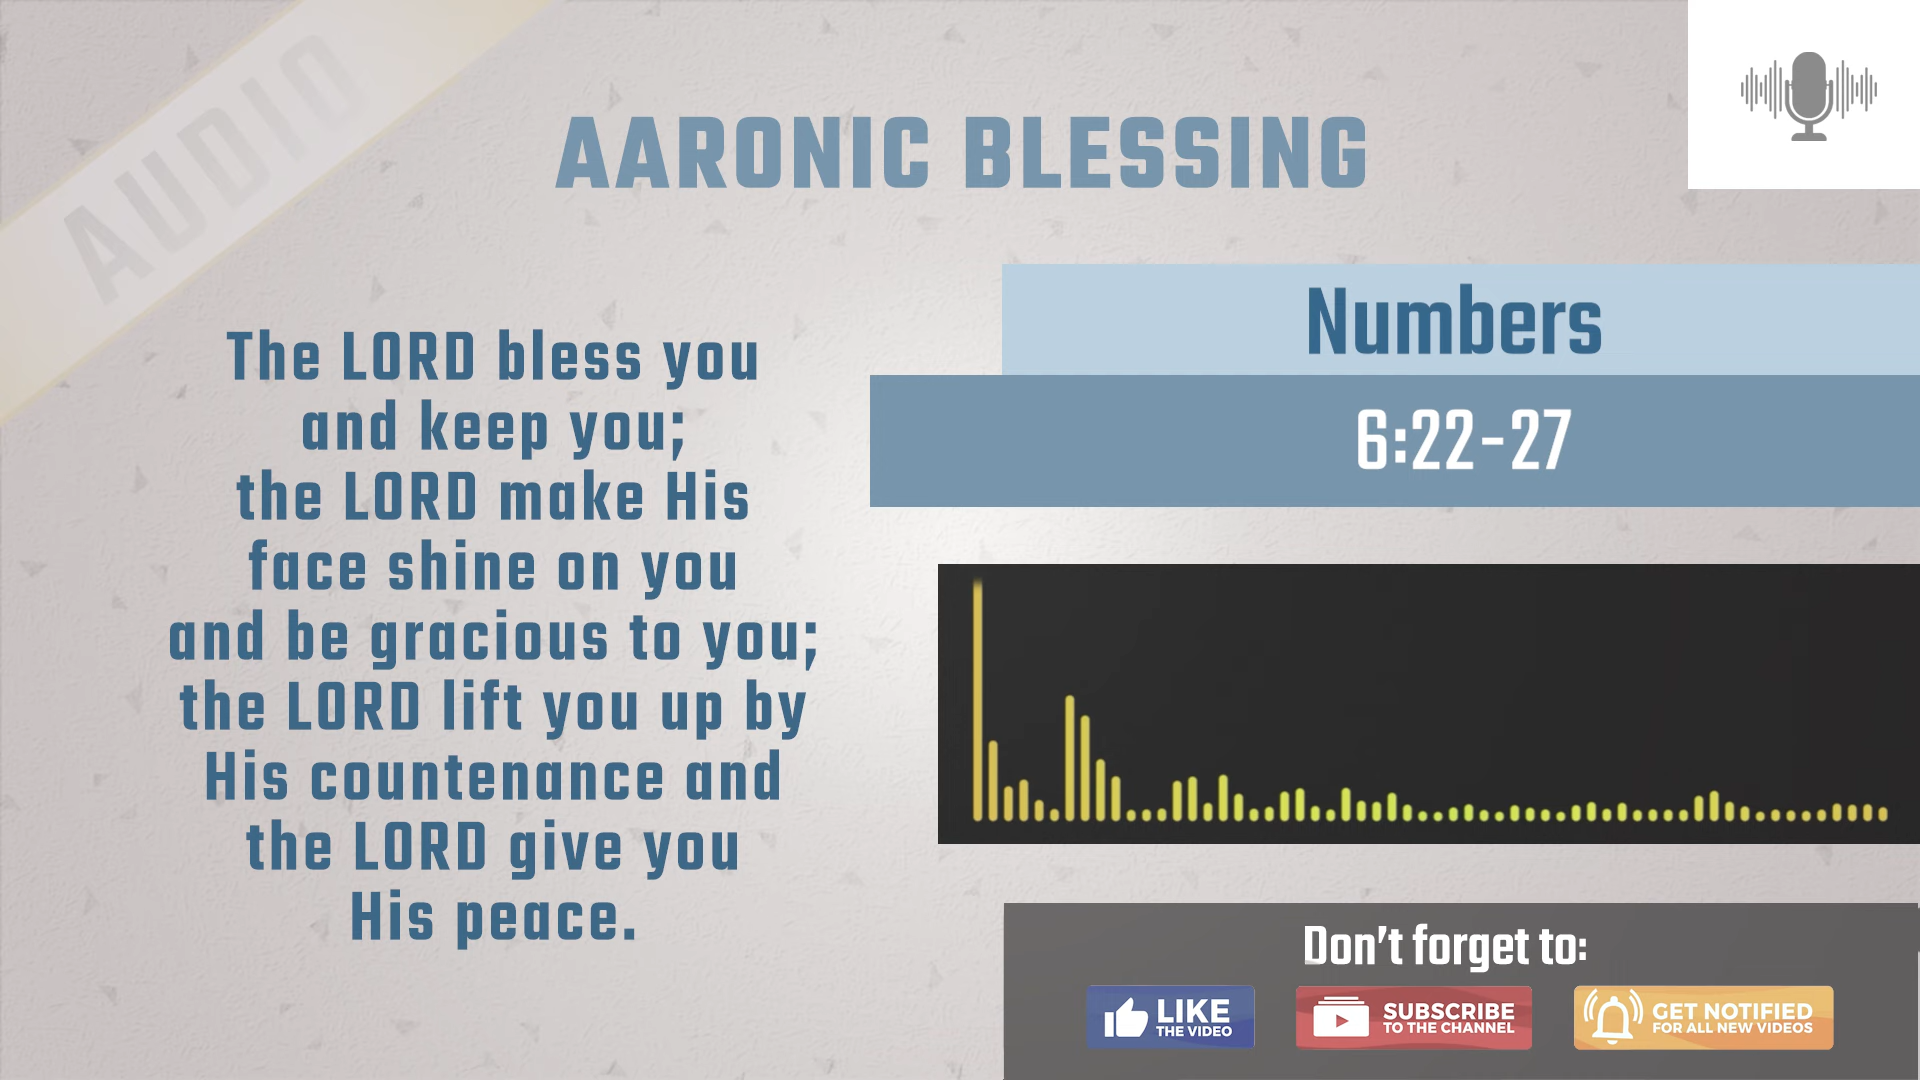 AUDIO
AARONIC BLESSING
The LORD bless you
and keep you;
the LORD make His
face shine on you
and be gracious to you;
the LORD lift you up by
His countenance and
the LORD give you
His peace.
Numbers
6:22-27
Don't forget to:
LIKE
THE VIDEO
SUBSCRIBE
TO THE CHANNEL
GET NOTIFIED
FOR ALL NEW VIDEOS